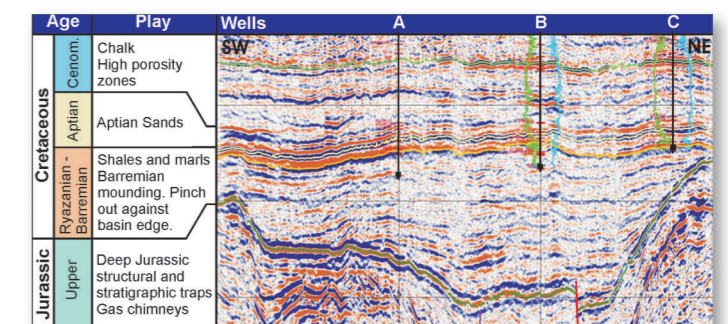 Age Play Wells A B C
SW NE
Cretaceous
Cenom.
Chalk
High porosity
zones
Aptian
Aptian Sands
Ryazanian -
Barremian
Shales and marls
Barremian
mounding. Pinch
out against
basin edge.
Jurassic
Upper
Deep Jurassic
structural and
stratigraphic traps
Gas chimneys